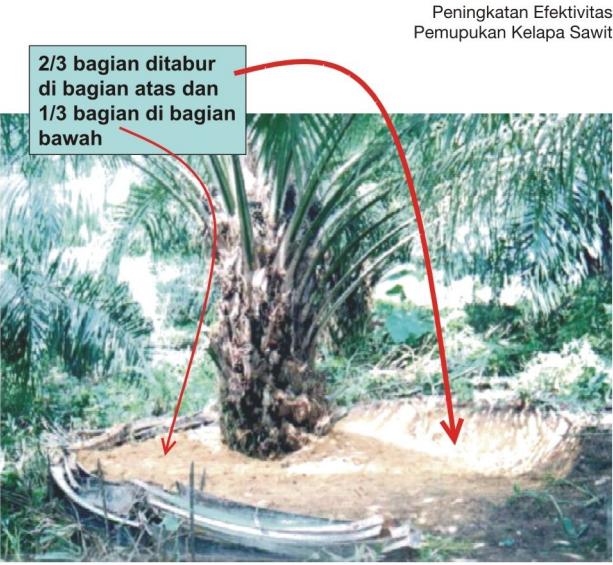 Peningkatan Efektivitas
Pemupukan Kelapa Sawit
2/3 bagian ditabur
di bagian atas dan
1/3 bagian di bagian
bawah